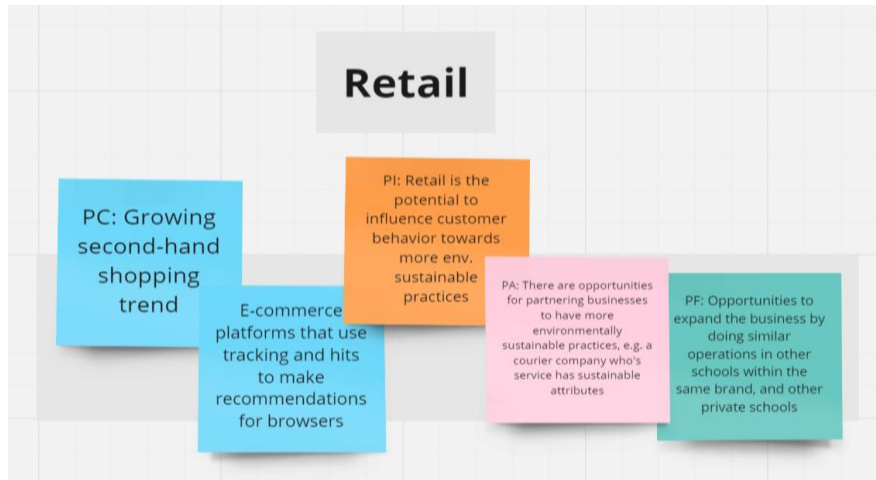 Retail
PC: Growing
second-hand
shopping
trend
E-commerce
platforms that use
tracking and hits
to make
recommendations
for browsers
PI: Retail is the
potential to
influence customer
behavior towards
more env.
sustainable
practices
PA: There are opportunities
for partnering businesses
to have more
environmentally
sustainable practices, e.g. a
courier company who's
service has sustainable
attributes
PF: Opportunities to
expand the business by
doing similar
operations in other
schools within the
same brand, and other
private schools